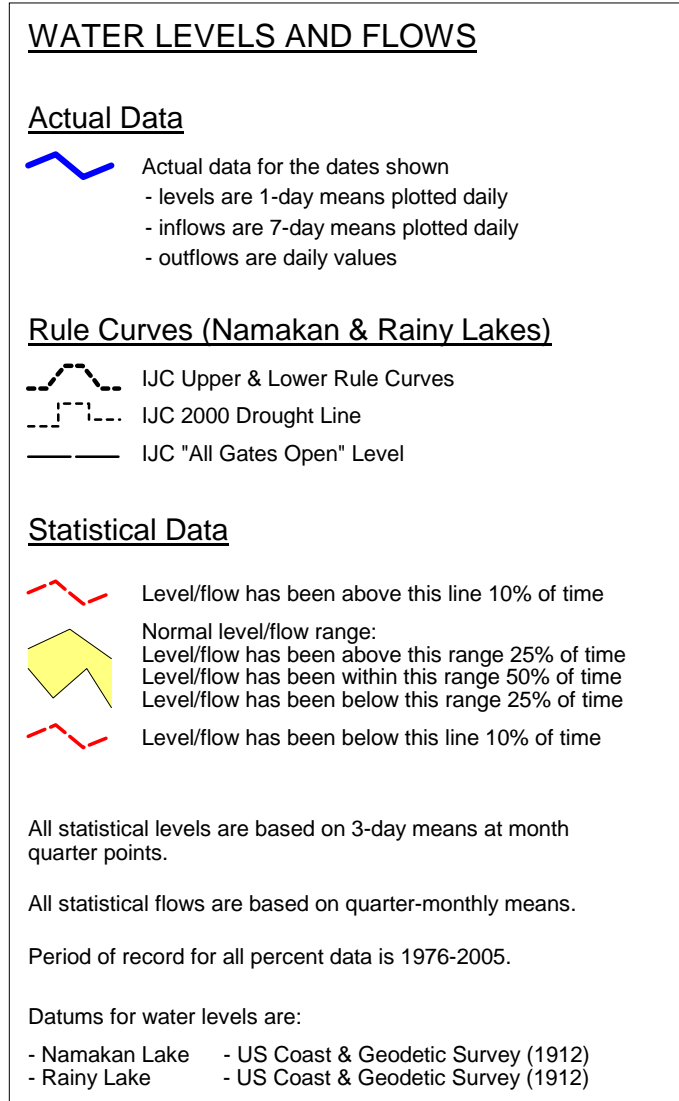 WATER LEVELS AND FLOWS
Actual Data
Actual data for the dates shown
- levels are 1-day means plotted daily
- inflows are 7-day means plotted daily
- outflows are daily values
Rule Curves (Namakan & Rainy Lakes)
IJC Upper & Lower Rule Curves
IJC 2000 Drought Line
IJC "All Gates Open" Level
Statistical Data
Level/flow has been above this line 10% of time
Normal level/flow range:
Level/flow has been above this range 25% of time
Level/flow has been within this range 50% of time
Level/flow has been below this range 25% of time
Level/flow has been below this line 10% of time
All statistical levels are based on 3-day means at month
quarter points.
All statistical flows are based on quarter-monthly means.
Period of record for all percent data is 1976-2005.
Datums for water levels are:
- Namakan Lake - US Coast & Geodetic Survey (1912)
- Rainy Lake - US Coast & Geodetic Survey (1912)